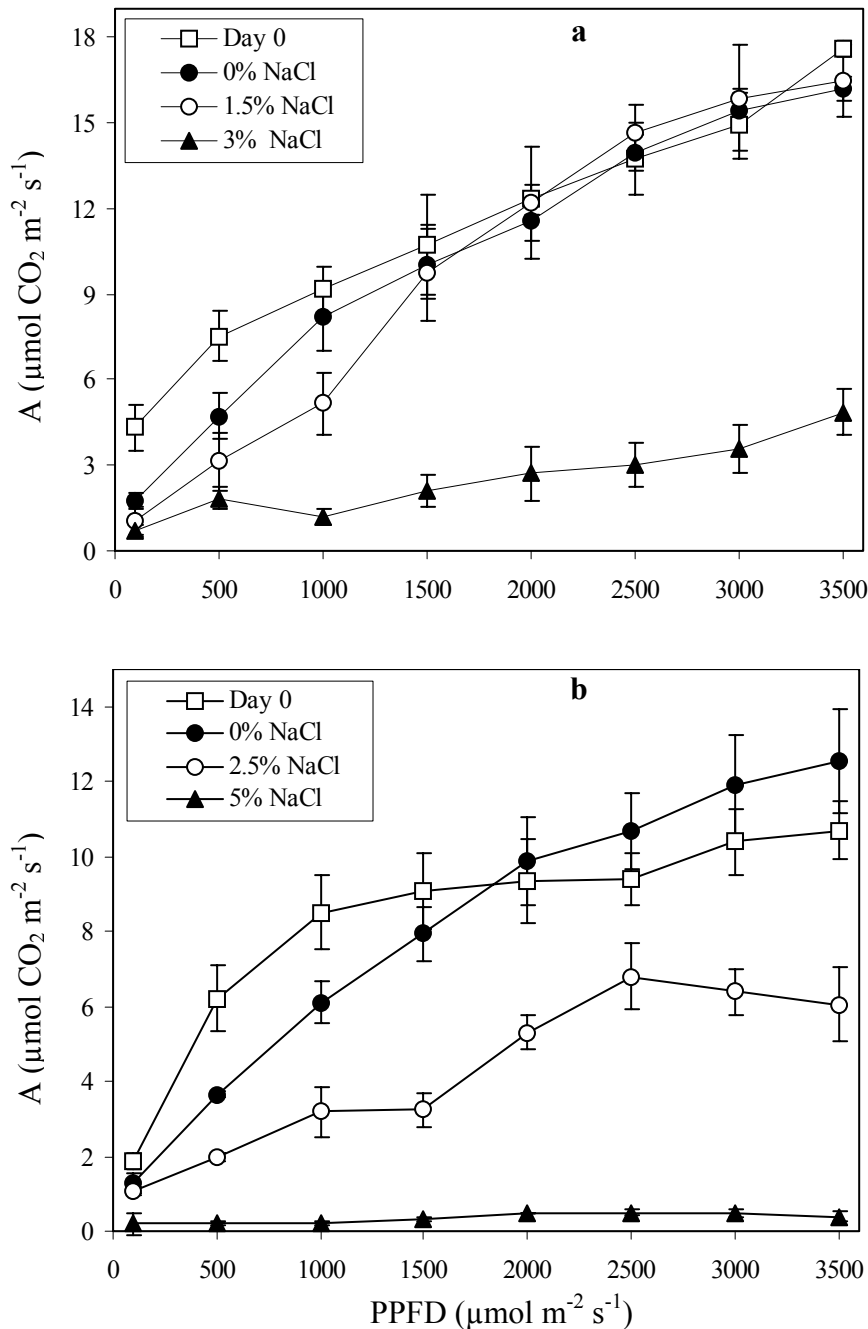 a
Day 0
0% NaCl
1.5% NaCl
3% NaCl
18
15
12
9
6
3
0
A (μmol CO₂ m⁻² s⁻¹)
0 500 1000 1500 2000 2500 3000 3500
b
Day 0
0% NaCl
2.5% NaCl
5% NaCl
14
12
10
8
6
4
2
0
A (μmol CO₂ m⁻² s⁻¹)
0 500 1000 1500 2000 2500 3000 3500
PPFD (μmol m⁻² s⁻¹)